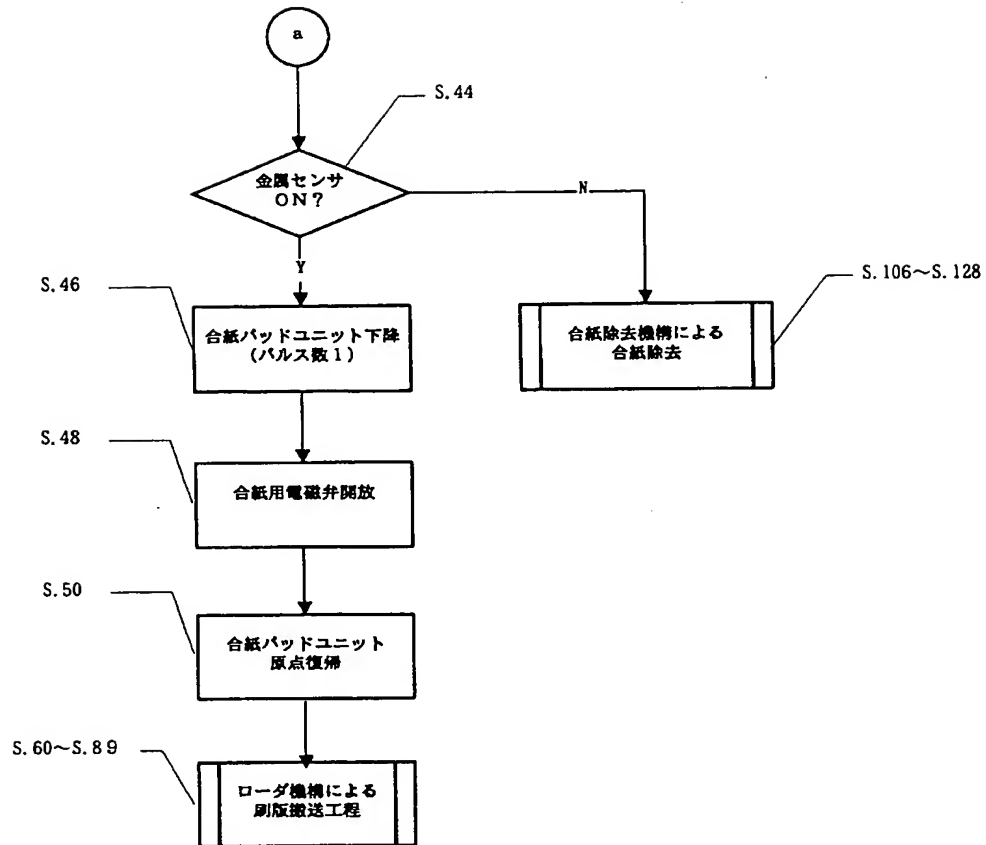 a
S.44
金属センサ
ON?
N
Y
S.46
S.106～S.128
合紙パッドユニット下降
(パルス数1)
合紙除去機構による
合紙除去
S.48
合紙用電磁弁開放
S.50
合紙パッドユニット
原点復帰
S.60～S.89
ローダ機構による
刷版搬送工程